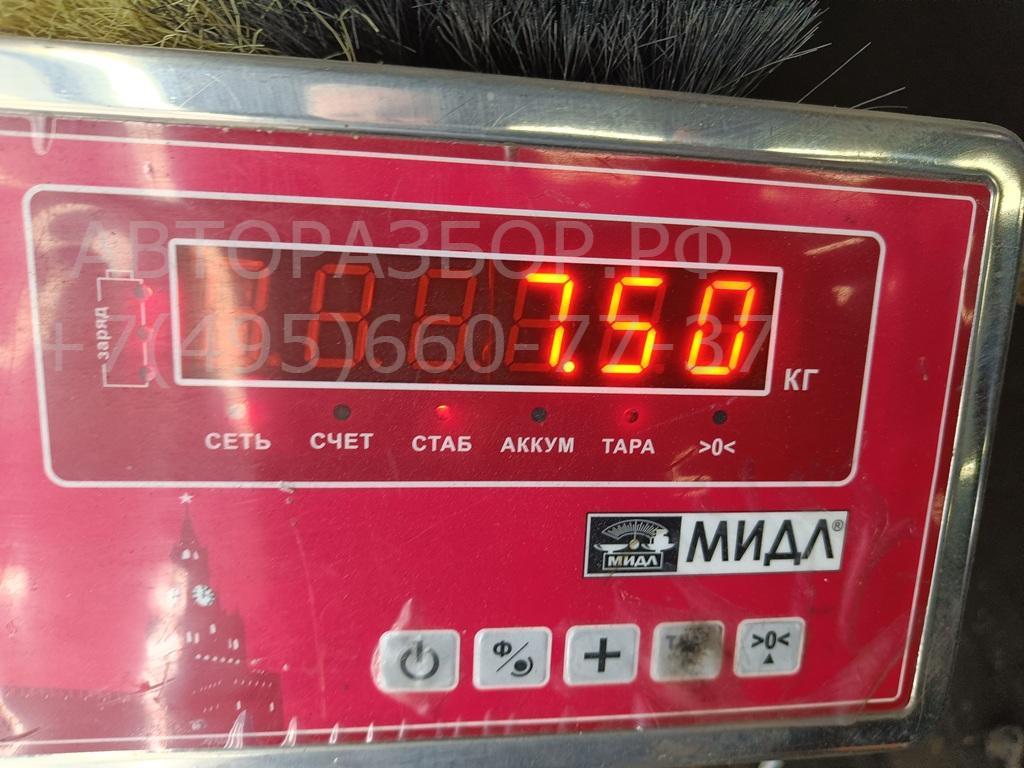 АВТОРАЗБОР.РФ
7.50
+7(495)660-77-37
заряд
КГ
СЕТЬ СЧЕТ СТАБ АККУМ ТАРА >0<
МИДЛ МИДЛ®
Ф + >0<